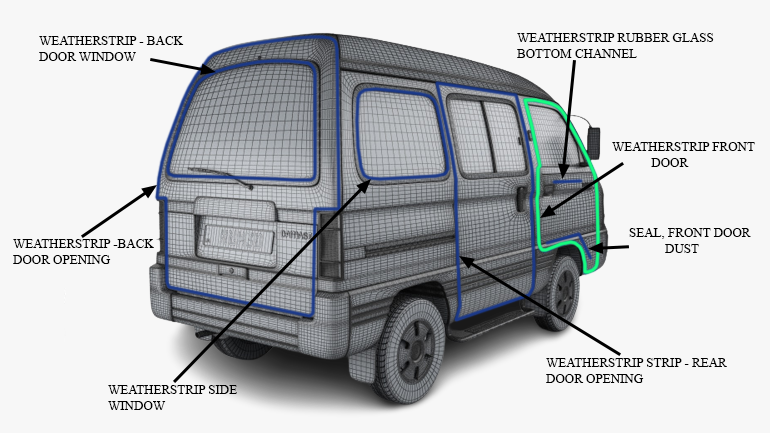 WEATHERSTRIP - BACK
DOOR WINDOW
WEATHERSTRIP RUBBER GLASS
BOTTOM CHANNEL
WEATHERSTRIP FRONT
DOOR
WEATHERSTRIP -BACK
DOOR OPENING
SEAL, FRONT DOOR
DUST
WEATHERSTRIP STRIP - REAR
DOOR OPENING
WEATHERSTRIP SIDE
WINDOW